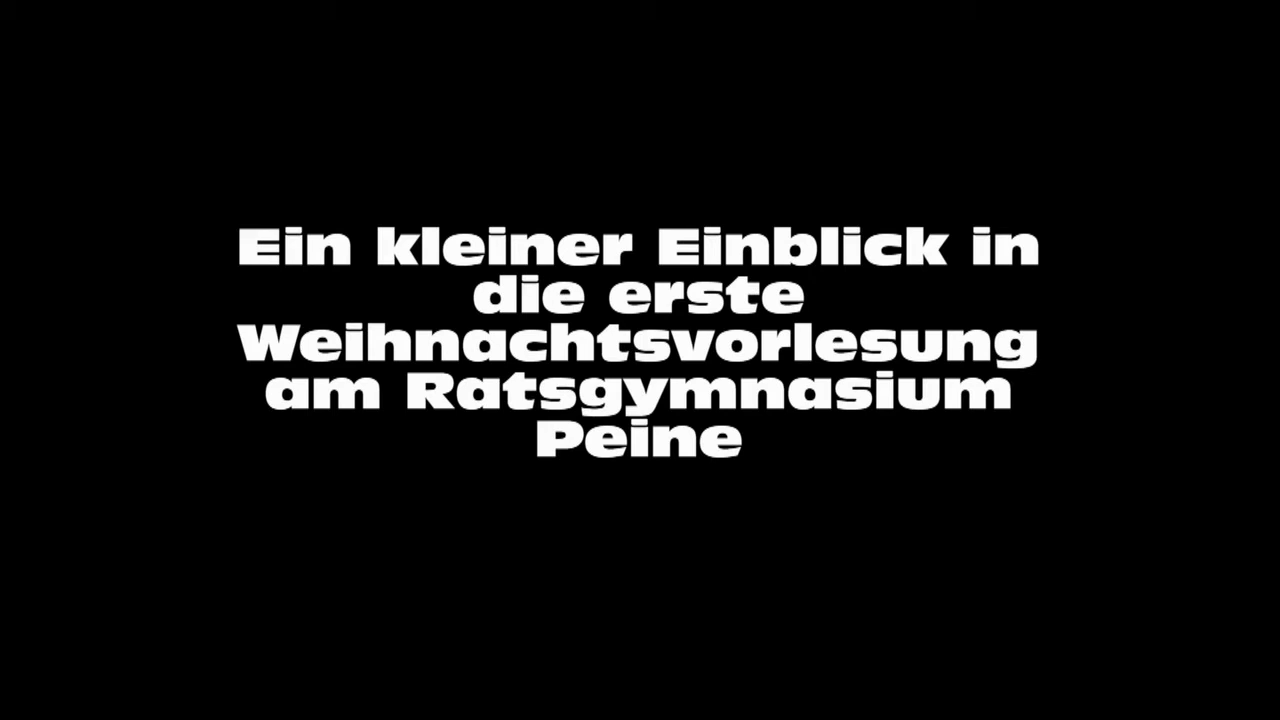 Ein kleiner Einblick in
die erste
Weihnachtsvorlesung
am Ratsgymnasium
Peine